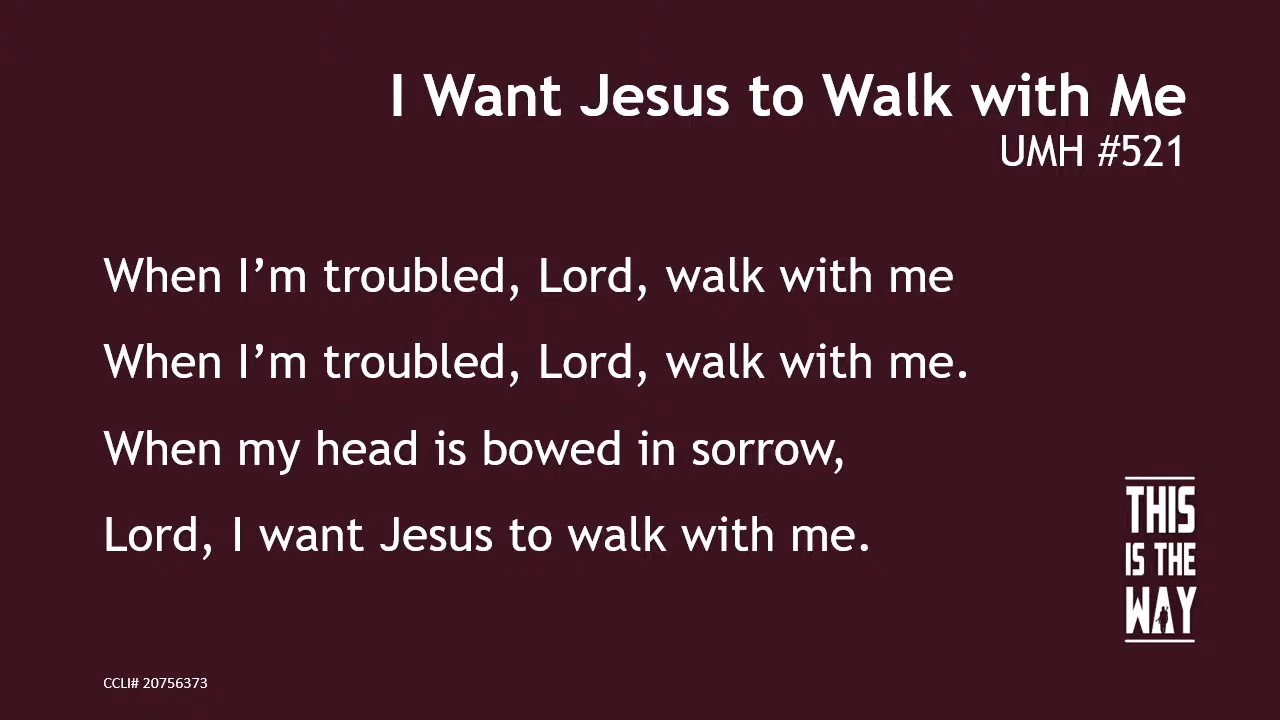 I Want Jesus to Walk with Me
UMH #521
When I’m troubled, Lord, walk with me
When I’m troubled, Lord, walk with me.
When my head is bowed in sorrow,
Lord, I want Jesus to walk with me.
THIS
IS THE
WAY
CCLI# 20756373